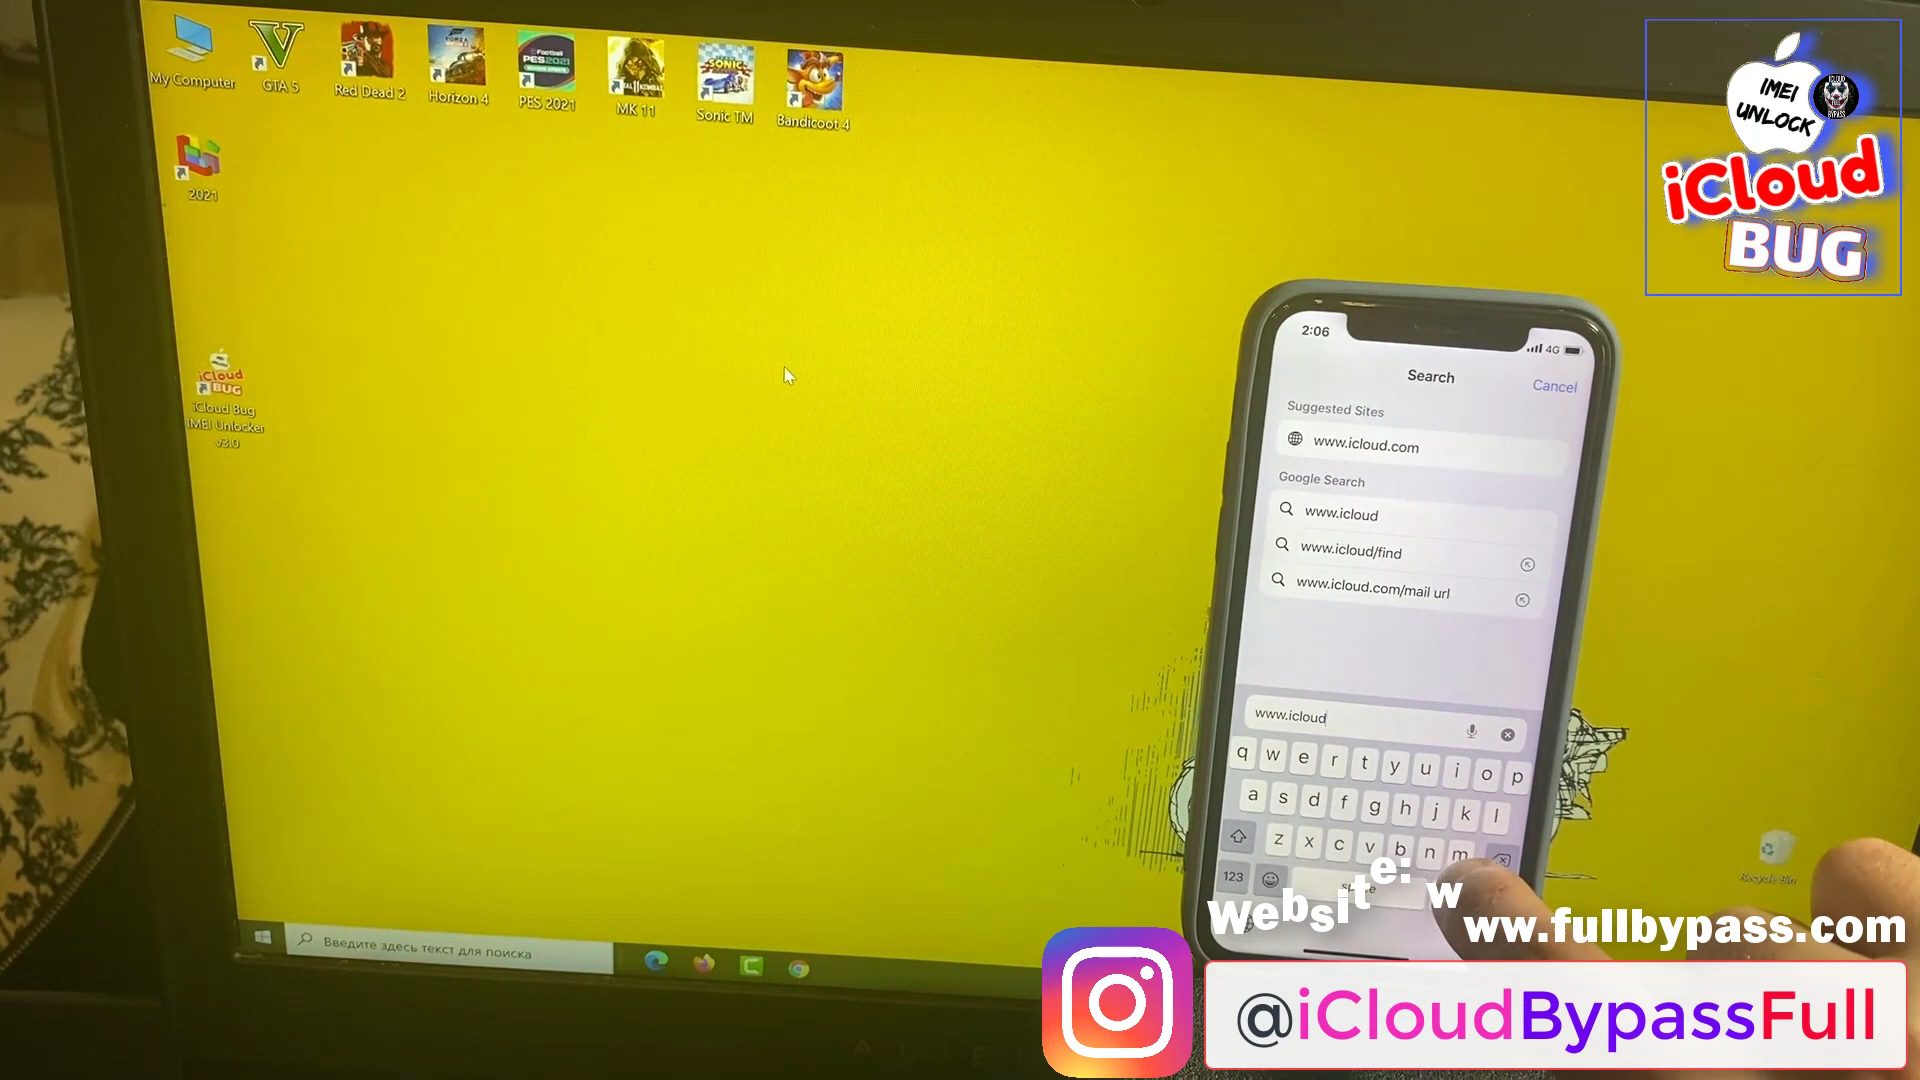 My Computer
GTA 5
Red Dead 2
Horizon 4
PES 2021
MK 11
Sonic TM
Bandicoot 4
2021
iCloud
BUG
iCloud Bug
IMEI Unlocker
v3.0
IMEI
UNLOCK
iCloud
BUG
2:06
4G
Search
Cancel
Suggested Sites
www.icloud.com
Google Search
www.icloud
www.icloud/find
www.icloud.com/mail url
www.icloud
q w e r t y u i o p
a s d f g h j k l
z x c v b n m
123
Recycle Bin
Введите здесь текст для поиска
Website: www.fullbypass.com
@iCloudBypassFull